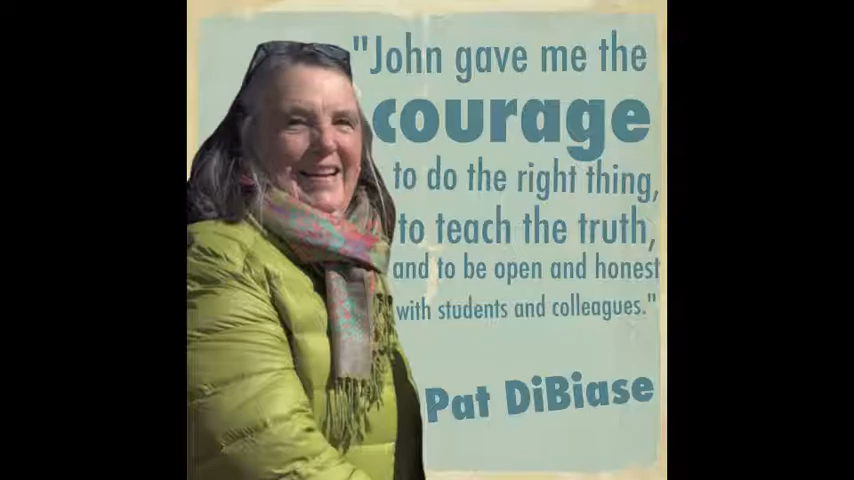 "John gave me the
courage
to do the right thing,
to teach the truth,
and to be open and honest
with students and colleagues."
Pat DiBiase